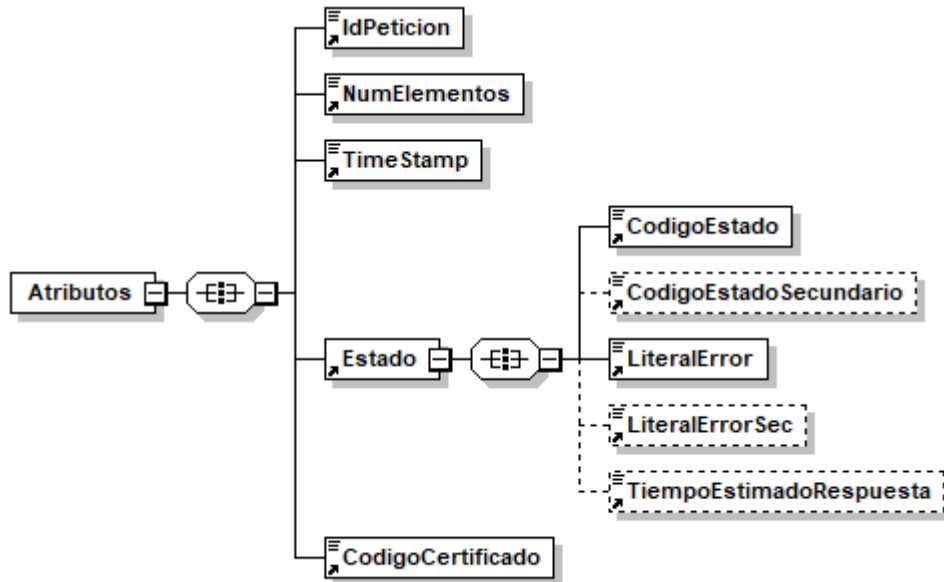 IdPeticion
NumElementos
TimeStamp
CodigoEstado
CodigoEstadoSecundario
Atributos
Estado
LiteralError
LiteralErrorSec
TiempoEstimadoRespuesta
CodigoCertificado